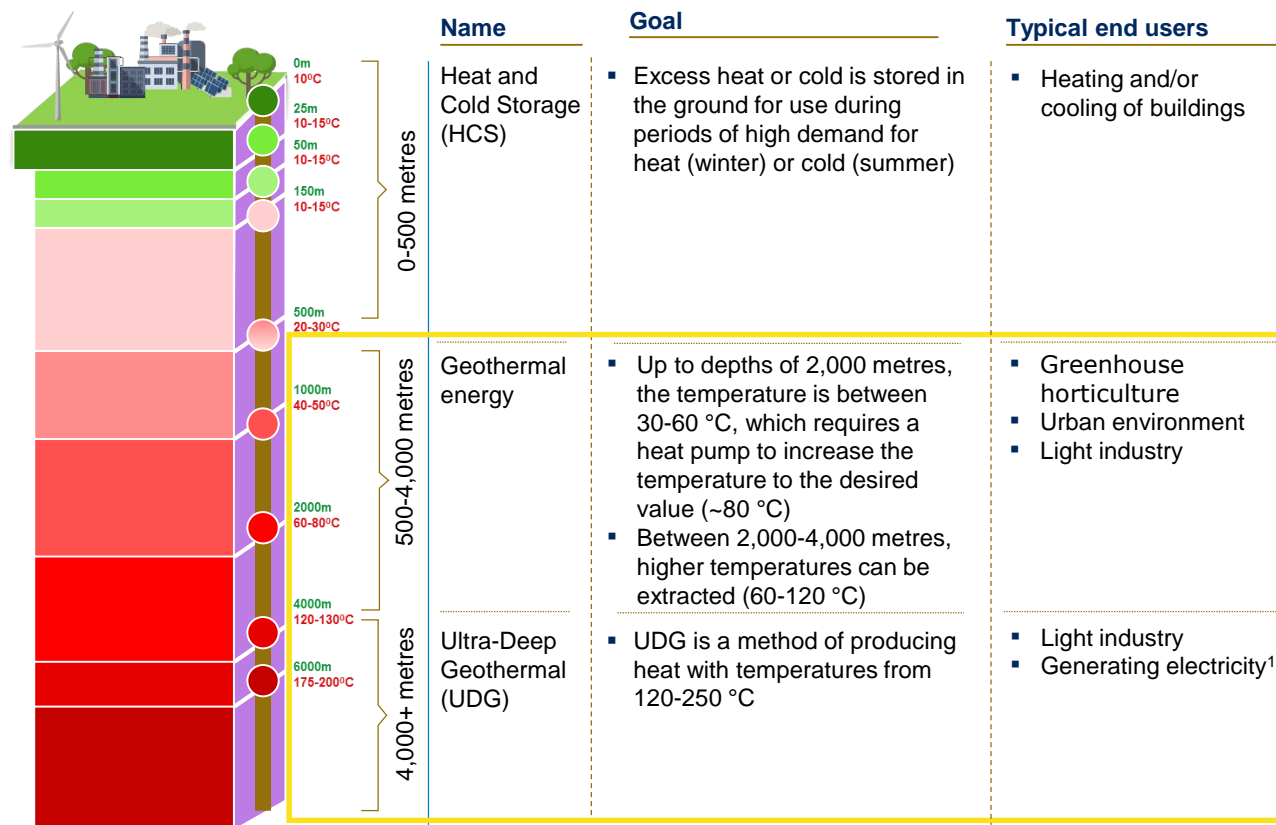 Name
Goal
Typical end users
0m
10⁰C
25m
10-15⁰C
50m
10-15⁰C
150m
10-15⁰C
500m
20-30⁰C
1000m
40-50⁰C
2000m
60-80⁰C
4000m
120-130⁰C
6000m
175-200⁰C
0-500 metres
Heat and
Cold Storage
(HCS)
▪ Excess heat or cold is stored in
the ground for use during
periods of high demand for
heat (winter) or cold (summer)
▪ Heating and/or
cooling of buildings
500-4,000 metres
Geothermal
energy
▪ Up to depths of 2,000 metres,
the temperature is between
30-60 °C, which requires a
heat pump to increase the
temperature to the desired
value (~80 °C)
▪ Between 2,000-4,000 metres,
higher temperatures can be
extracted (60-120 °C)
▪ Greenhouse
horticulture
▪ Urban environment
▪ Light industry
4,000+ metres
Ultra-Deep
Geothermal
(UDG)
▪ UDG is a method of producing
heat with temperatures from
120-250 °C
▪ Light industry
▪ Generating electricity¹